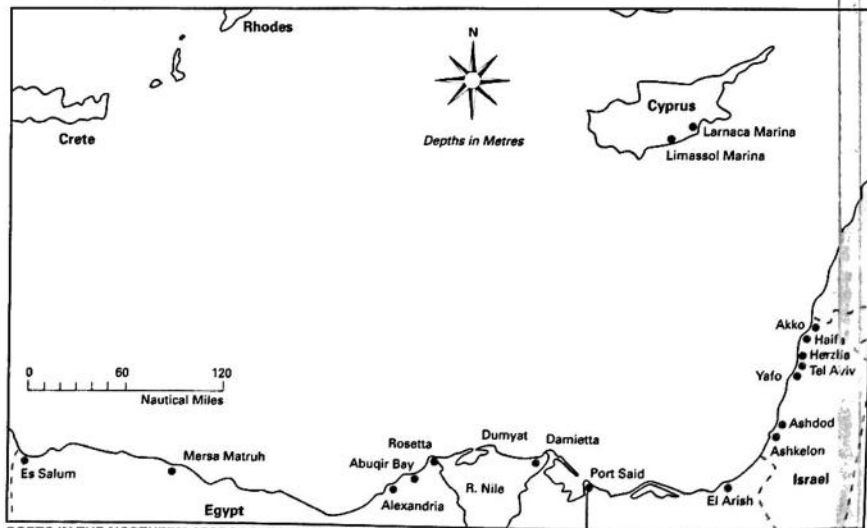 Rhodes
N
Crete
Cyprus
Larnaca Marina
Limassol Marina
Depths in Metres
Akko
Haifa
Herzlia
Tel Aviv
Yafo
0 60 120
Nautical Miles
Ashdod
Ashkelon
Israel
Rosetta
Dumyat
Damietta
Mersa Matruh
Abuqir Bay
Es Salum
Port Said
R. Nile
El Arish
Alexandria
Egypt